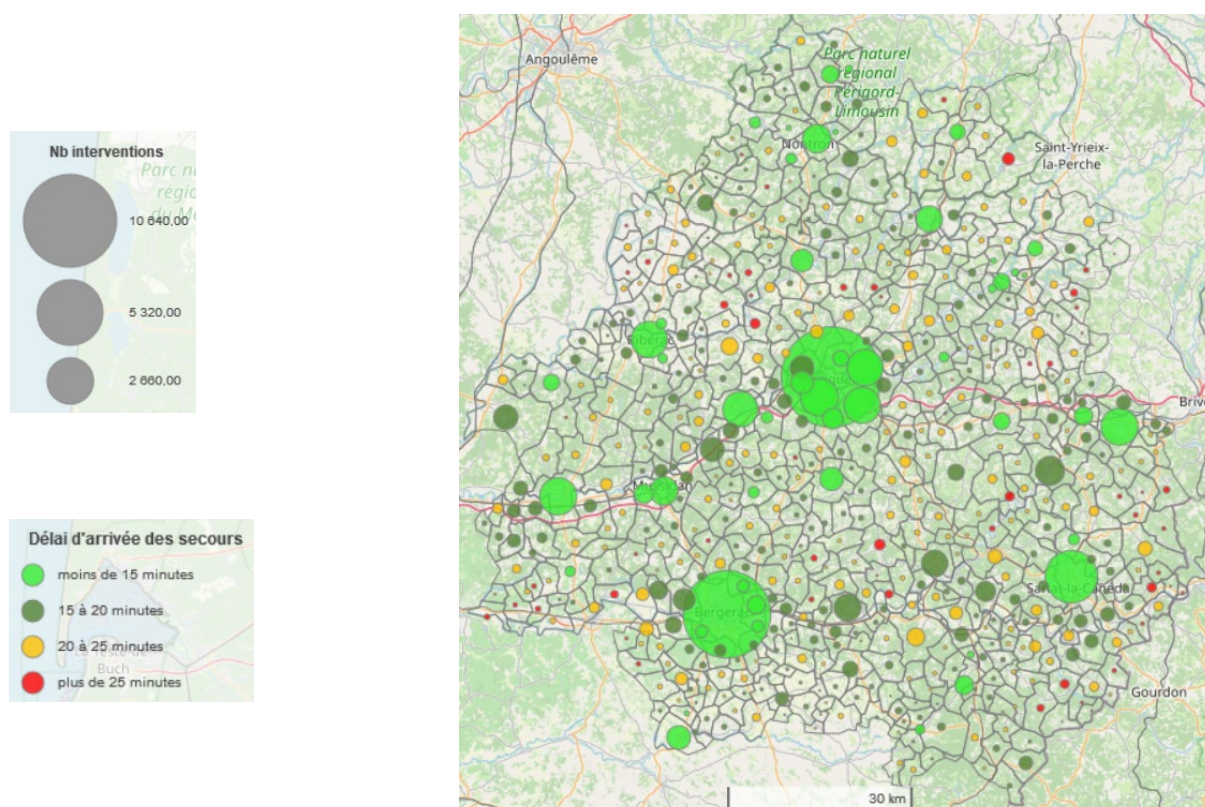 Nb interventions
10 640,00
5 320,00
2 660,00
Délai d'arrivée des secours
moins de 15 minutes
15 à 20 minutes
20 à 25 minutes
plus de 25 minutes
Buch
Angoulême
Parc naturel
régional
Périgord-
Limousin
Nontron
Saint-Yrieix-
la-Perche
Ribérac
Bergerac
Sarlat-la-Canéda
Gourdon
30 km